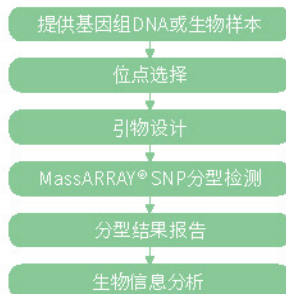 提供基因组DNA或生物样本
位点选择
引物设计
MassARRAY® SNP分型检测
分型结果报告
生物信息分析